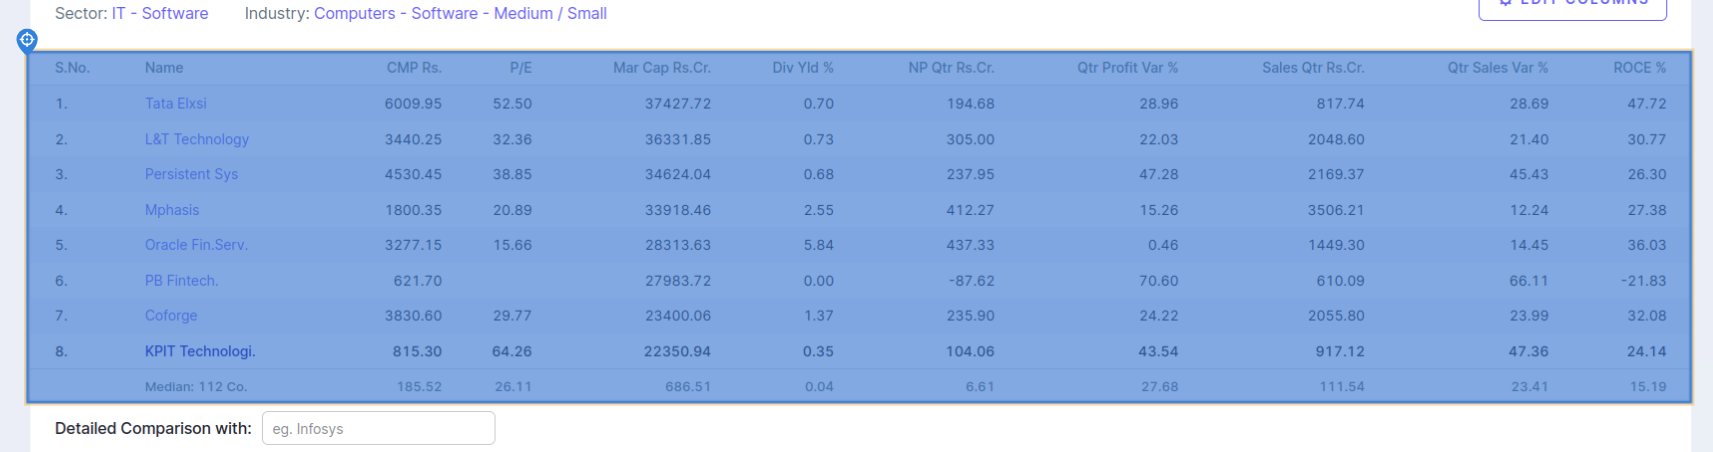 Sector: IT - Software Industry: Computers - Software - Medium / Small
EDIT COLUMNS
S.No. Name CMP Rs. P/E Mar Cap Rs.Cr. Div Yld % NP Qtr Rs.Cr. Qtr Profit Var % Sales Qtr Rs.Cr. Qtr Sales Var % ROCE %
1. Tata Elxsi 6009.95 52.50 37427.72 0.70 194.68 28.96 817.74 28.69 47.72
2. L&T Technology 3440.25 32.36 36331.85 0.73 305.00 22.03 2048.60 21.40 30.77
3. Persistent Sys 4530.45 38.85 34624.04 0.68 237.95 47.28 2169.37 45.43 26.30
4. Mphasis 1800.35 20.89 33918.46 2.55 412.27 15.26 3506.21 12.24 27.38
5. Oracle Fin.Serv. 3277.15 15.66 28313.63 5.84 437.33 0.46 1449.30 14.45 36.03
6. PB Fintech. 621.70 27983.72 0.00 -87.62 70.60 610.09 66.11 -21.83
7. Coforge 3830.60 29.77 23400.06 1.37 235.90 24.22 2055.80 23.99 32.08
8. KPIT Technologi. 815.30 64.26 22350.94 0.35 104.06 43.54 917.12 47.36 24.14
Median: 112 Co. 185.52 26.11 686.51 0.04 6.61 27.68 111.54 23.41 15.19
Detailed Comparison with: eg. Infosys